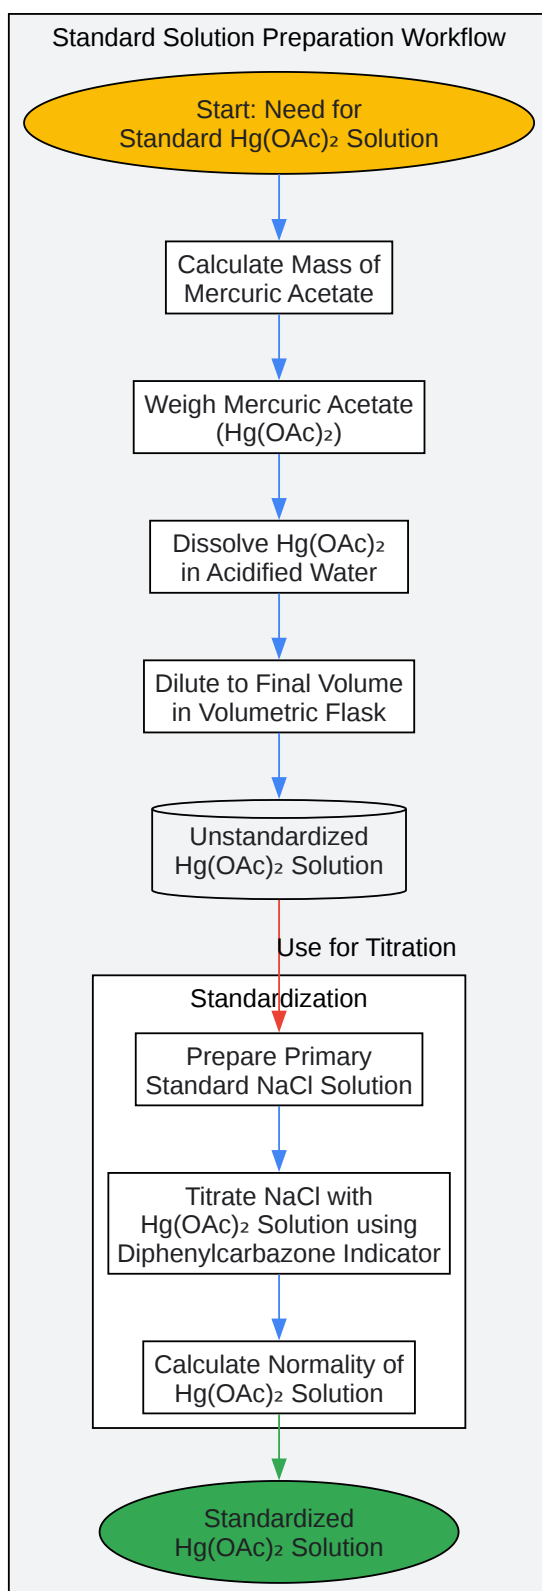 Standard Solution Preparation Workflow
Start: Need for
Standard Hg(OAc)₂ Solution
Calculate Mass of
Mercuric Acetate
Weigh Mercuric Acetate
(Hg(OAc)₂)
Dissolve Hg(OAc)₂
in Acidified Water
Dilute to Final Volume
in Volumetric Flask
Unstandardized
Hg(OAc)₂ Solution
Use for Titration
Standardization
Prepare Primary
Standard NaCl Solution
Titrate NaCl with
Hg(OAc)₂ Solution using
Diphenylcarbazone Indicator
Calculate Normality of
Hg(OAc)₂ Solution
Standardized
Hg(OAc)₂ Solution